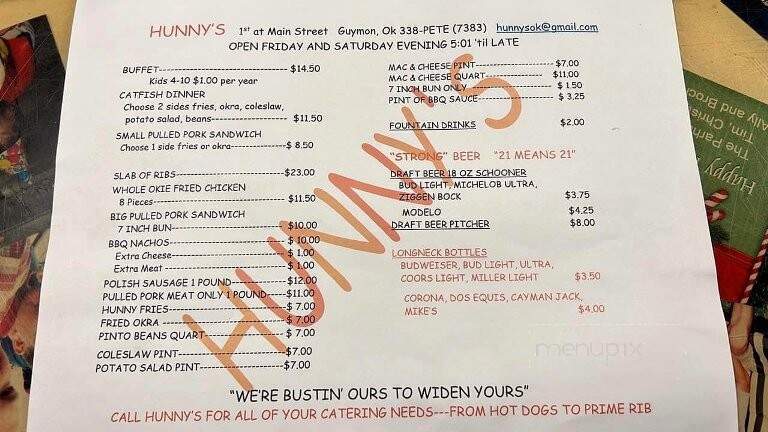 HUNNY'S 1st at Main Street Guymon, Ok 338-PETE (7383) hunnysok@gmail.com
OPEN FRIDAY AND SATURDAY EVENING 5:01 'til LATE
BUFFET------------------------------------ $14.50
Kids 4-10 $1.00 per year
CATFISH DINNER
Choose 2 sides fries, okra, coleslaw,
potato salad, beans------------------------ $11.50
SMALL PULLED PORK SANDWICH
Choose 1 side fries or okra---------------$ 8.50
SLAB OF RIBS-----------------------------$23.00
WHOLE OKIE FRIED CHICKEN
8 Pieces---------------------------------- $11.50
BIG PULLED PORK SANDWICH
7 INCH BUN------------------------------ $10.00
BBQ NACHOS------------------------------ $ 10.00
Extra Cheese----------------------------- $ 1.00
Extra Meat ------------------------------ $ 1.00
POLISH SAUSAGE 1 POUND---------------$12.00
PULLED PORK MEAT ONLY 1 POUND-----$11.00
HUNNY FRIES----------------------------- $ 7.00
FRIED OKRA ------------------------------ $ 7.00
PINTO BEANS QUART--------------------- $ 7.00
COLESLAW PINT--------------------------$7.00
POTATO SALAD PINT---------------------$7.00
MAC & CHEESE PINT-------------------- $7.00
MAC & CHEESE QUART----------------- $11.00
7 INCH BUN ONLY---------------------- $ 1.50
PINT OF BBQ SAUCE-------------------- $ 3.25
FOUNTAIN DRINKS $2.00
"STRONG" BEER "21 MEANS 21"
DRAFT BEER 18 OZ SCHOONER
BUD LIGHT, MICHELOB ULTRA,
ZIGGEN BOCK $3.75
MODELO $4.25
DRAFT BEER PITCHER $8.00
LONGNECK BOTTLES
BUDWEISER, BUD LIGHT, ULTRA,
COORS LIGHT, MILLER LIGHT $3.50
CORONA, DOS EQUIS, CAYMAN JACK,
MIKE'S $4.00
HUNNY'S
"WE'RE BUSTIN' OURS TO WIDEN YOURS"
CALL HUNNY'S FOR ALL OF YOUR CATERING NEEDS---FROM HOT DOGS TO PRIME RIB
menupix
Happy
Tim, Chris
Ally and Brod